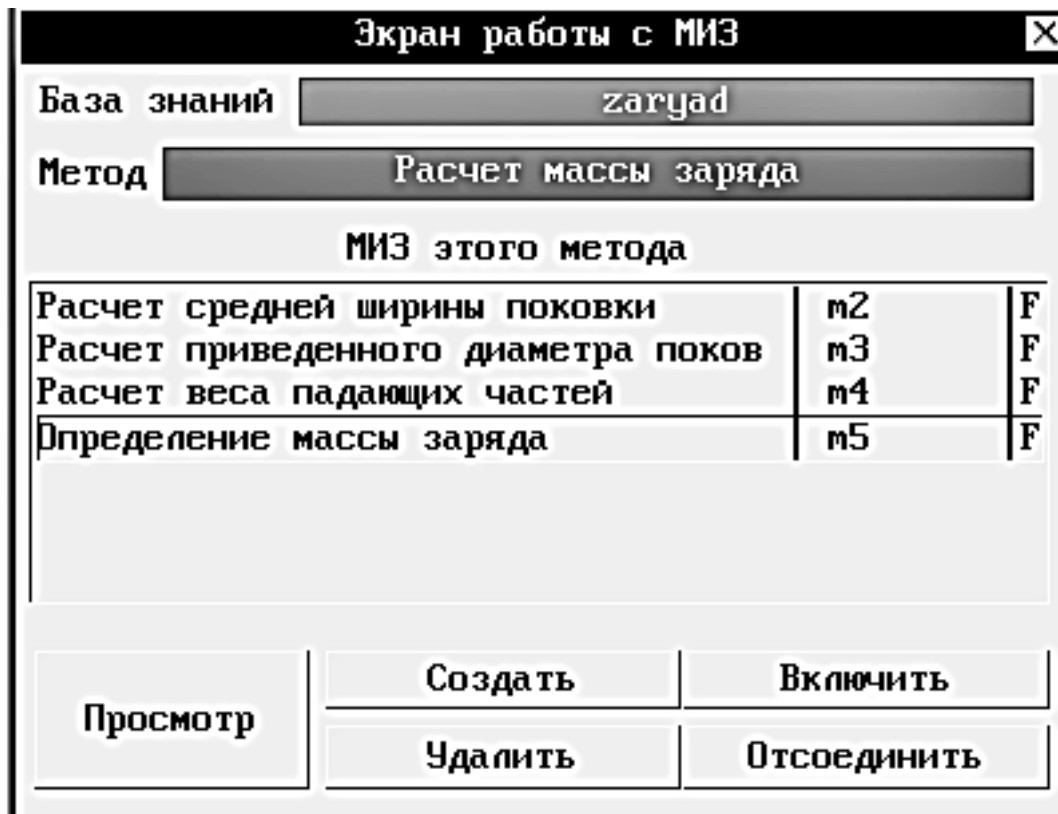 Экран работы с МИЗ
База знаний zaryad
Метод Расчет массы заряда
МИЗ этого метода
Расчет средней ширины поковки m2 F
Расчет приведенного диаметра поков m3 F
Расчет веса падающих частей m4 F
Определение массы заряда m5 F
Просмотр Создать Включить
Удалить Отсоединить